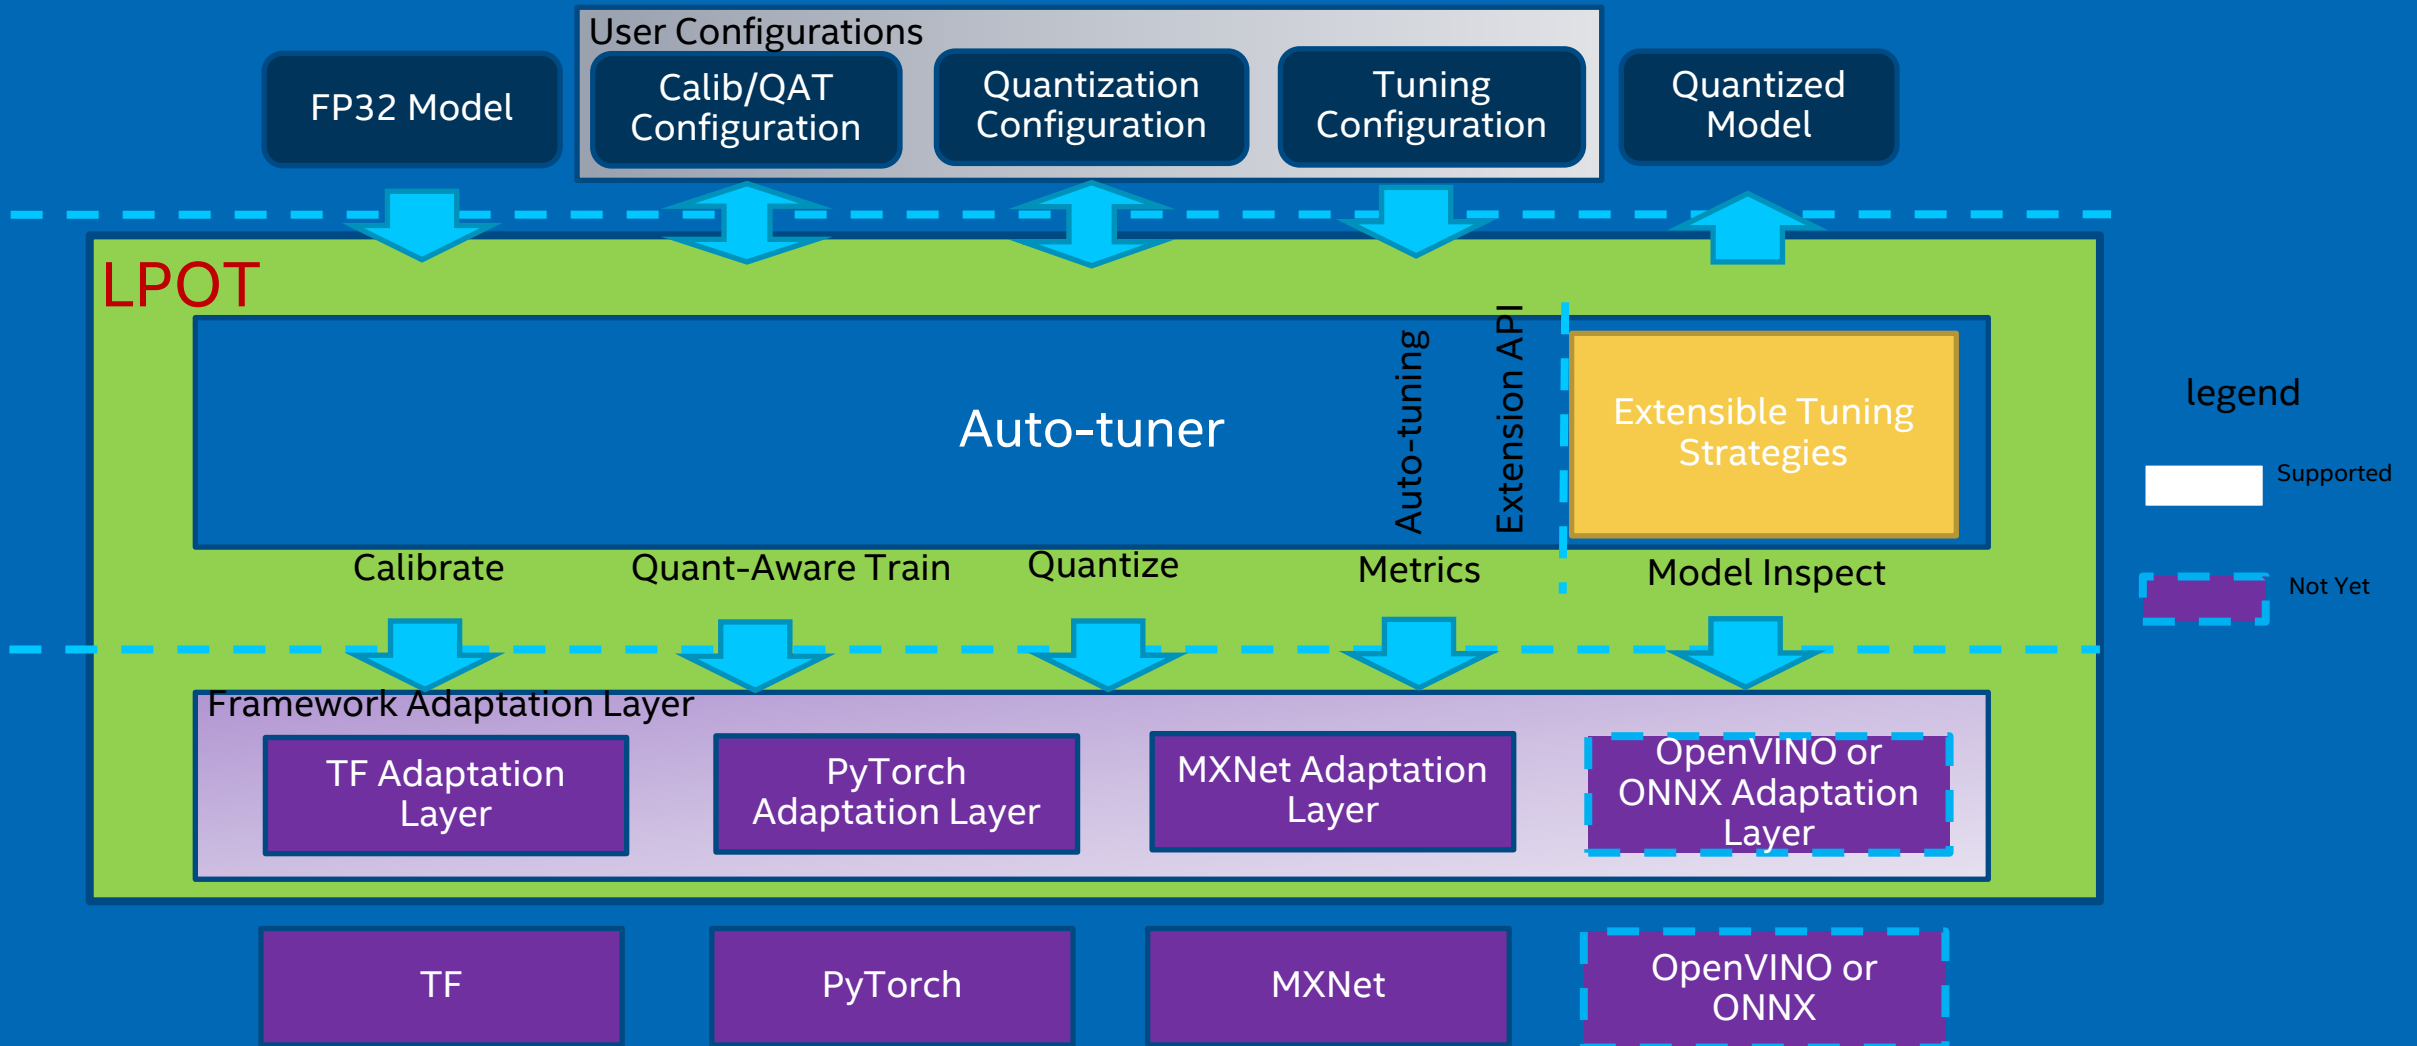 User Configurations
FP32 Model
Calib/QAT
Configuration
Quantization
Configuration
Tuning
Configuration
Quantized
Model
LPOT
Auto-tuner
Auto-tuning
Extension API
Extensible Tuning
Strategies
legend
Supported
Not Yet
Calibrate
Quant-Aware Train
Quantize
Metrics
Model Inspect
Framework Adaptation Layer
TF Adaptation
Layer
PyTorch
Adaptation Layer
MXNet Adaptation
Layer
OpenVINO or
ONNX Adaptation
Layer
TF
PyTorch
MXNet
OpenVINO or
ONNX